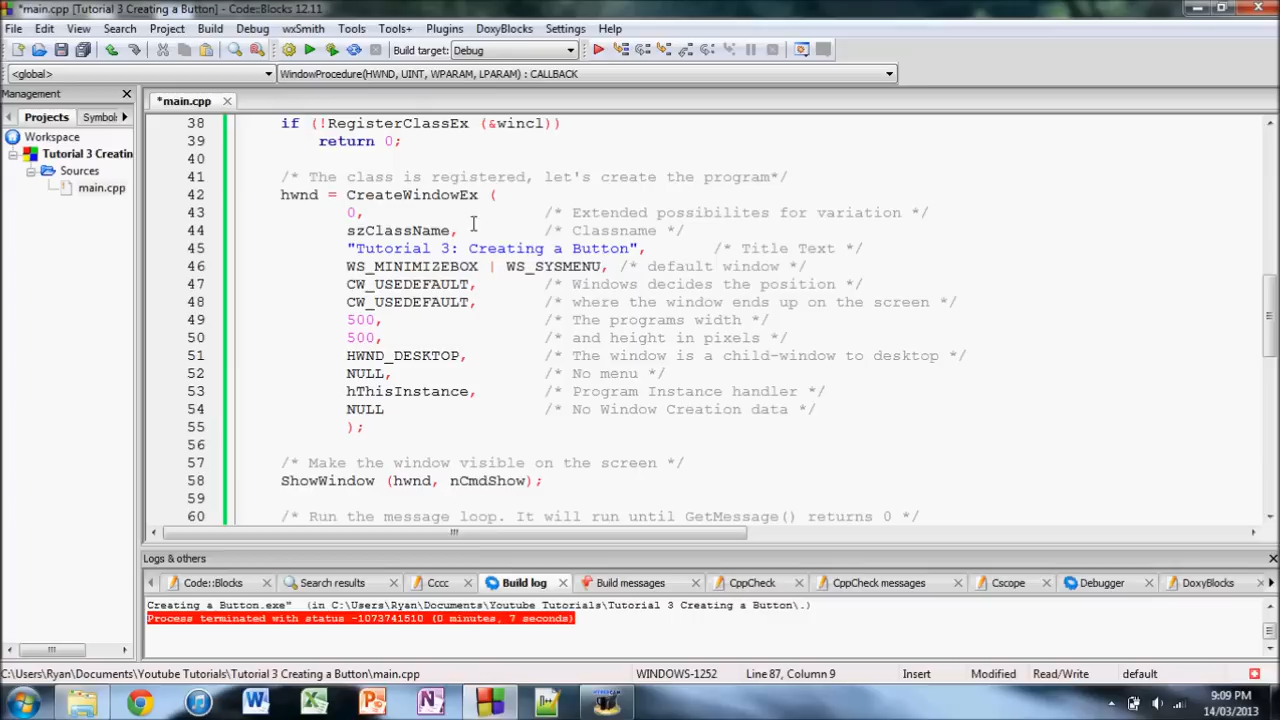 *main.cpp [Tutorial 3 Creating a Button] - Code::Blocks 12.11
File Edit View Search Project Build Debug wxSmith Tools Tools+ Plugins DoxyBlocks Settings Help
Build target: Debug
<global> WindowProcedure(HWND, UINT, WPARAM, LPARAM) : CALLBACK
Management
*main.cpp
Projects Symbol
Workspace
Tutorial 3 Creatin
Sources
main.cpp
38 if (!RegisterClassEx (&wincl))
39 return 0;
40
41 /* The class is registered, let's create the program*/
42 hwnd = CreateWindowEx (
43 0, /* Extended possibilites for variation */
44 szClassName, /* Classname */
45 "Tutorial 3: Creating a Button", /* Title Text */
46 WS_MINIMIZEBOX | WS_SYSMENU, /* default window */
47 CW_USEDEFAULT, /* Windows decides the position */
48 CW_USEDEFAULT, /* where the window ends up on the screen */
49 500, /* The programs width */
50 500, /* and height in pixels */
51 HWND_DESKTOP, /* The window is a child-window to desktop */
52 NULL, /* No menu */
53 hThisInstance, /* Program Instance handler */
54 NULL /* No Window Creation data */
55 );
56
57 /* Make the window visible on the screen */
58 ShowWindow (hwnd, nCmdShow);
59
60 /* Run the message loop. It will run until GetMessage() returns 0 */
Logs & others
Code::Blocks Search results Cccc Build log Build messages CppCheck CppCheck messages Cscope Debugger DoxyBlocks
Creating a Button.exe" (in C:\Users\Ryan\Documents\Youtube Tutorials\Tutorial 3 Creating a Button\.)
Process terminated with status -1073741510 (0 minutes, 7 seconds)
C:\Users\Ryan\Documents\Youtube Tutorials\Tutorial 3 Creating a Button\main.cpp WINDOWS-1252 Line 87, Column 9 Insert Modified Read/Write default
9:09 PM
14/03/2013